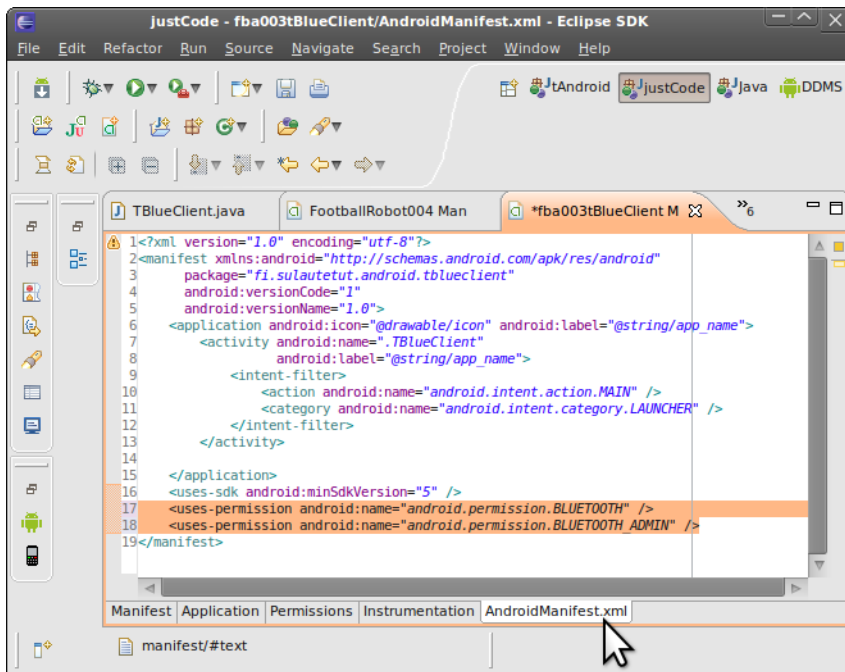 justCode - fba003tBlueClient/AndroidManifest.xml - Eclipse SDK
File Edit Refactor Run Source Navigate Search Project Window Help
JtAndroid JjustCode JJava DDMS
TBlueClient.java FootballRobot004 Man *fba003tBlueClient M »6
1<?xml version="1.0" encoding="utf-8"?>
2<manifest xmlns:android="http://schemas.android.com/apk/res/android"
3 package="fi.sulautetut.android.tblueclient"
4 android:versionCode="1"
5 android:versionName="1.0">
6 <application android:icon="@drawable/icon" android:label="@string/app_name">
7 <activity android:name=".TBlueClient"
8 android:label="@string/app_name">
9 <intent-filter>
10 <action android:name="android.intent.action.MAIN" />
11 <category android:name="android.intent.category.LAUNCHER" />
12 </intent-filter>
13 </activity>
14
15 </application>
16 <uses-sdk android:minSdkVersion="5" />
17 <uses-permission android:name="android.permission.BLUETOOTH" />
18 <uses-permission android:name="android.permission.BLUETOOTH_ADMIN" />
19</manifest>
Manifest Application Permissions Instrumentation AndroidManifest.xml
manifest/#text